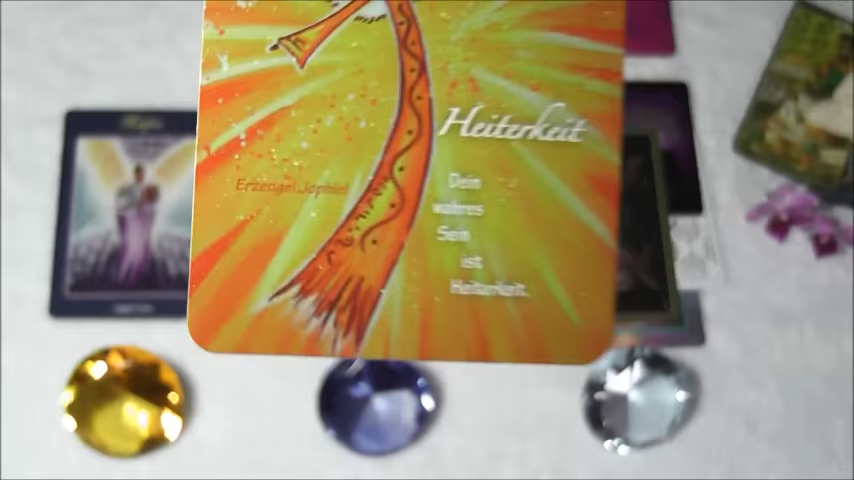 Heiterkeit
Erzengel Jophiel
Dein
wahres
Sein
ist
Heiterkeit